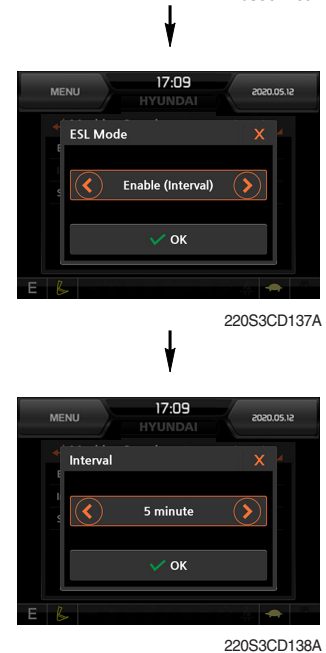 MENU
17:09
2020.05.12
HYUNDAI
ESL Mode
X
Enable (Interval)
OK
E
220S3CD137A
MENU
17:09
2020.05.12
HYUNDAI
Interval
X
5 minute
OK
E
220S3CD138A